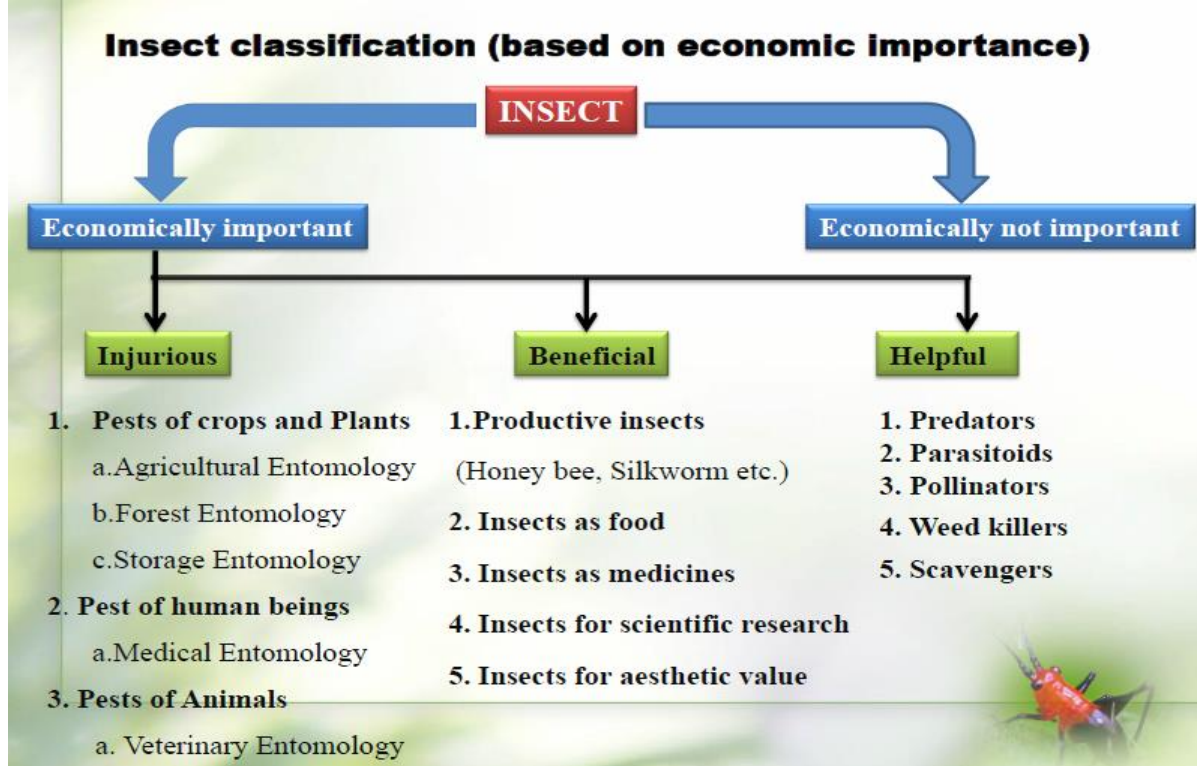 Insect classification (based on economic importance)
INSECT
Economically important
Economically not important
Injurious
Beneficial
Helpful
1. Pests of crops and Plants
a.Agricultural Entomology
b.Forest Entomology
c.Storage Entomology
2. Pest of human beings
a.Medical Entomology
3. Pests of Animals
a. Veterinary Entomology
1.Productive insects
(Honey bee, Silkworm etc.)
2. Insects as food
3. Insects as medicines
4. Insects for scientific research
5. Insects for aesthetic value
1. Predators
2. Parasitoids
3. Pollinators
4. Weed killers
5. Scavengers